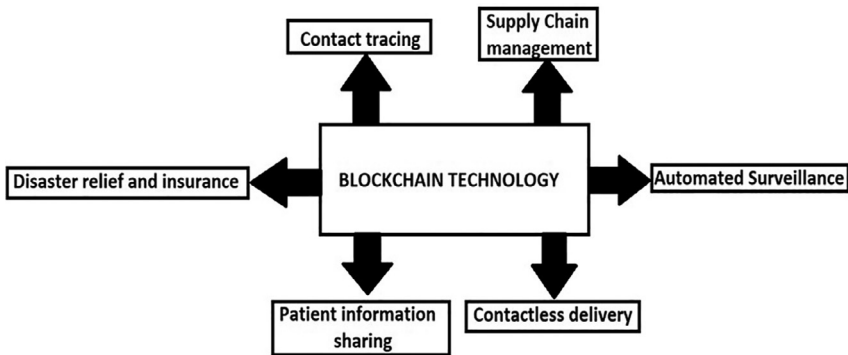 Contact tracing
Supply Chain
management
Disaster relief and insurance
BLOCKCHAIN TECHNOLOGY
Automated Surveillance
Patient information
sharing
Contactless delivery